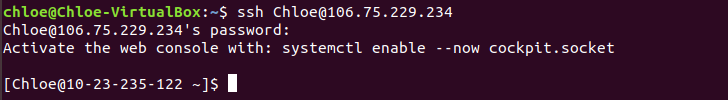 chloe@Chloe-VirtualBox:~$ ssh Chloe@106.75.229.234
Chloe@106.75.229.234's password:
Activate the web console with: systemctl enable --now cockpit.socket
[Chloe@10-23-235-122 ~]$